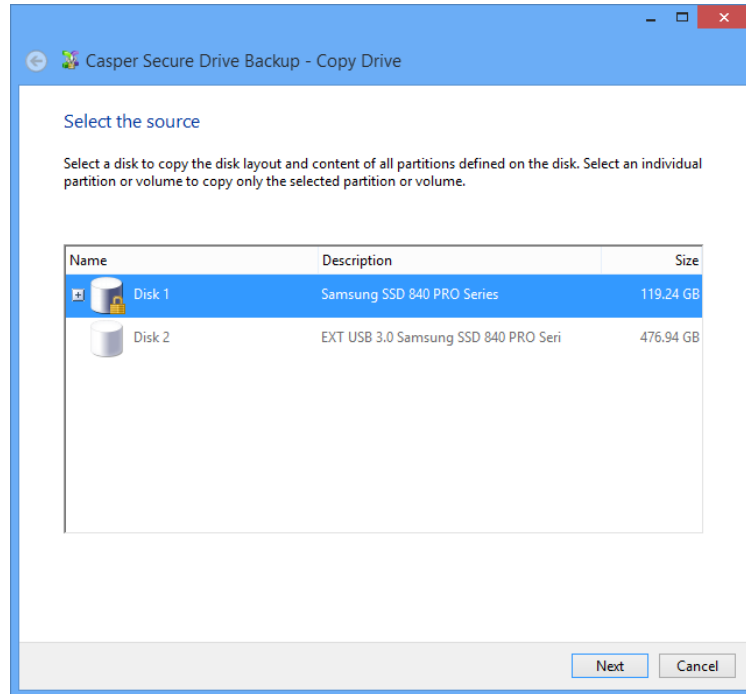 Casper Secure Drive Backup - Copy Drive
Select the source
Select a disk to copy the disk layout and content of all partitions defined on the disk. Select an individual
partition or volume to copy only the selected partition or volume.
Name Description Size
Disk 1 Samsung SSD 840 PRO Series 119.24 GB
Disk 2 EXT USB 3.0 Samsung SSD 840 PRO Seri 476.94 GB
Next Cancel